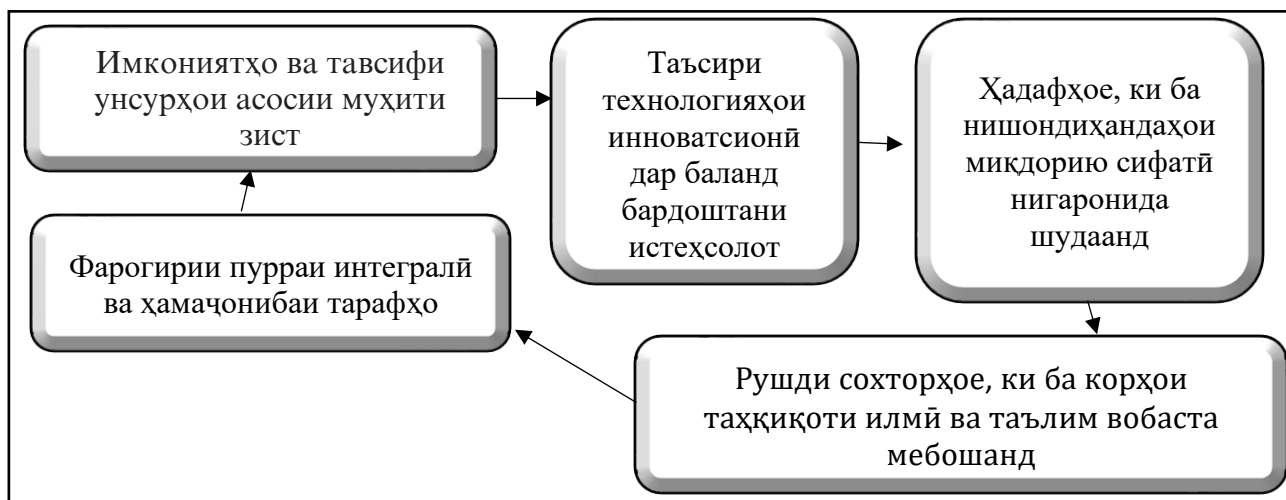 Имкониятҳо ва тавсифи
унсурҳои асосии муҳити
зист
Таъсири
технологияҳои
инноватсионӣ
дар баланд
бардоштани
истеҳсолот
Ҳадафҳое, ки ба
нишондиҳандаҳои
миқдорию сифатӣ
нигаронида
шудаанд
Рушди сохторҳое, ки ба корҳои
таҳқиқоти илмӣ ва таълим вобаста
мебошанд
Фарогирии пурраи интегралӣ
ва ҳамаҷонибаи тарафҳо